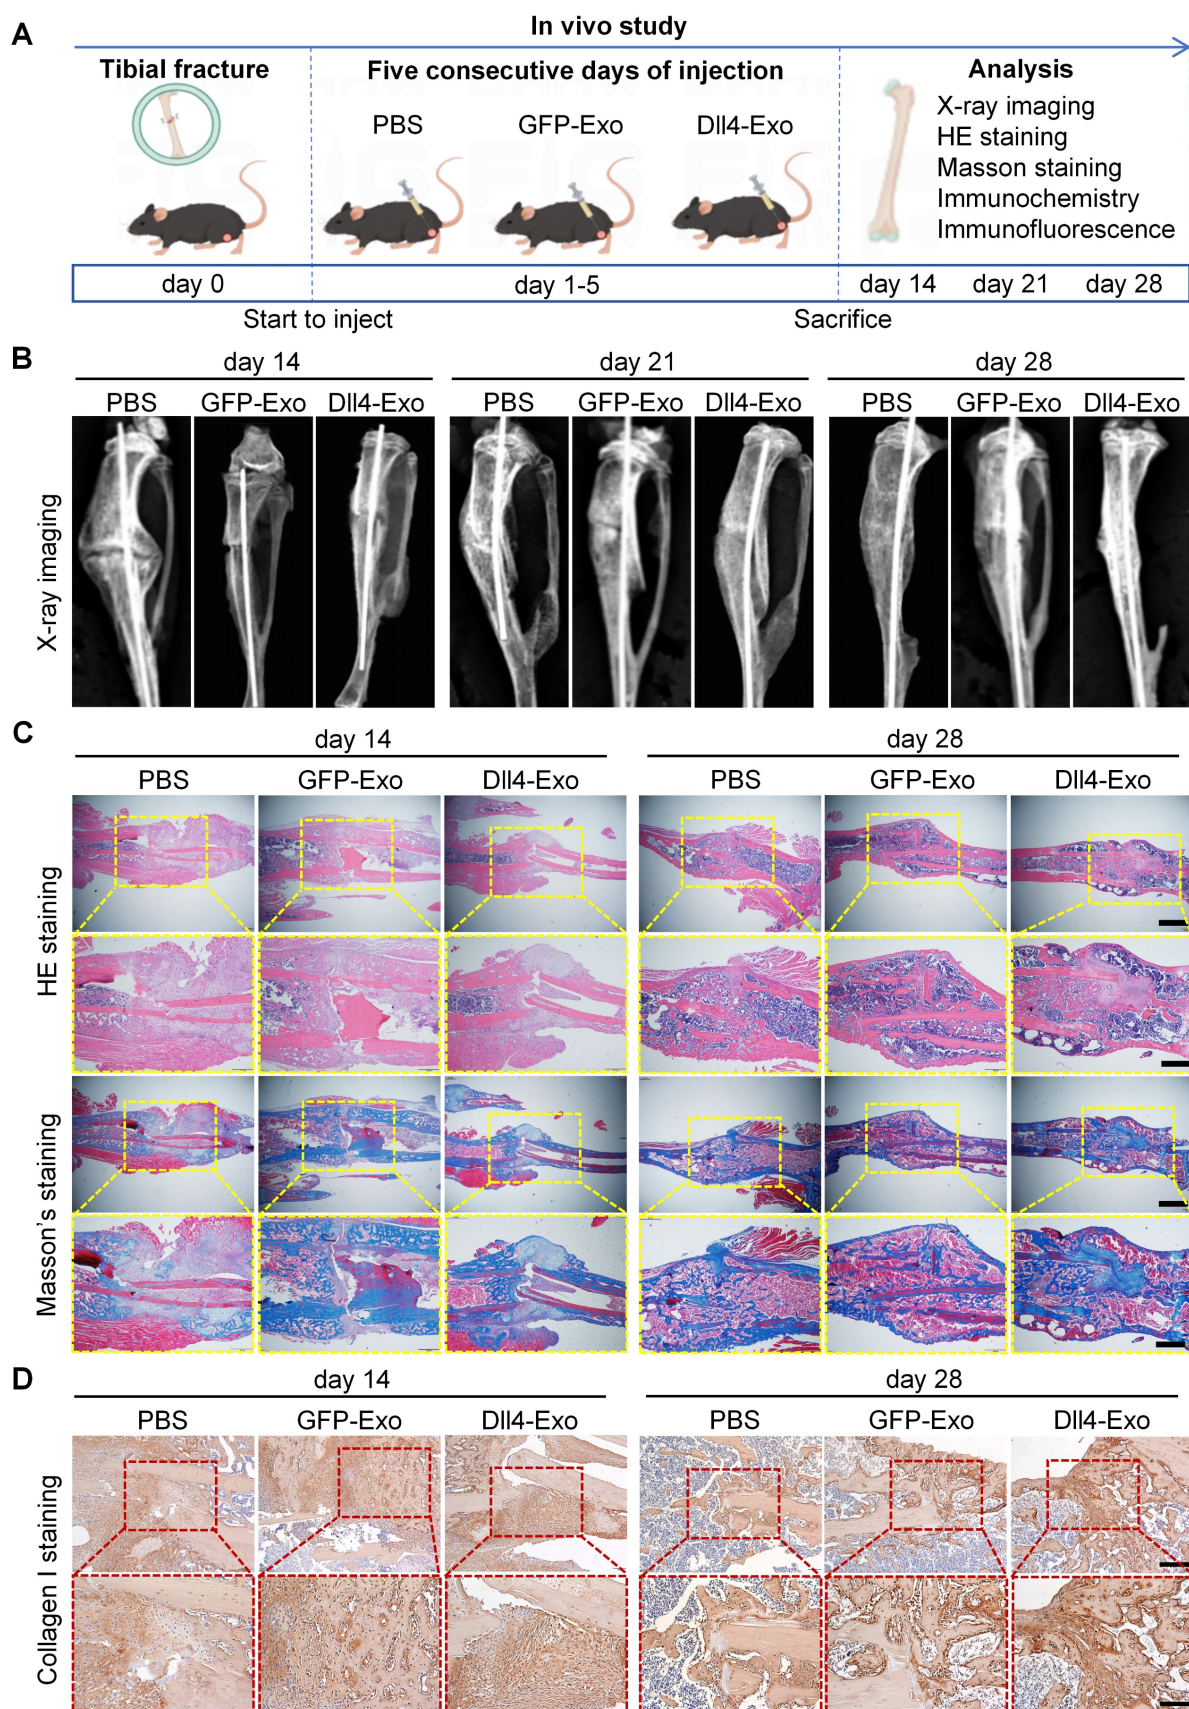 A
In vivo study
Tibial fracture
Five consecutive days of injection
Analysis
PBS
GFP-Exo
Dll4-Exo
X-ray imaging
HE staining
Masson staining
Immunochemistry
Immunofluorescence
day 0
day 1-5
day 14
day 21
day 28
Start to inject
Sacrifice
B
day 14
day 21
day 28
PBS
GFP-Exo
Dll4-Exo
PBS
GFP-Exo
Dll4-Exo
PBS
GFP-Exo
Dll4-Exo
X-ray imaging
C
day 14
day 28
PBS
GFP-Exo
Dll4-Exo
PBS
GFP-Exo
Dll4-Exo
HE staining
Masson's staining
D
day 14
day 28
PBS
GFP-Exo
Dll4-Exo
PBS
GFP-Exo
Dll4-Exo
Collagen I staining